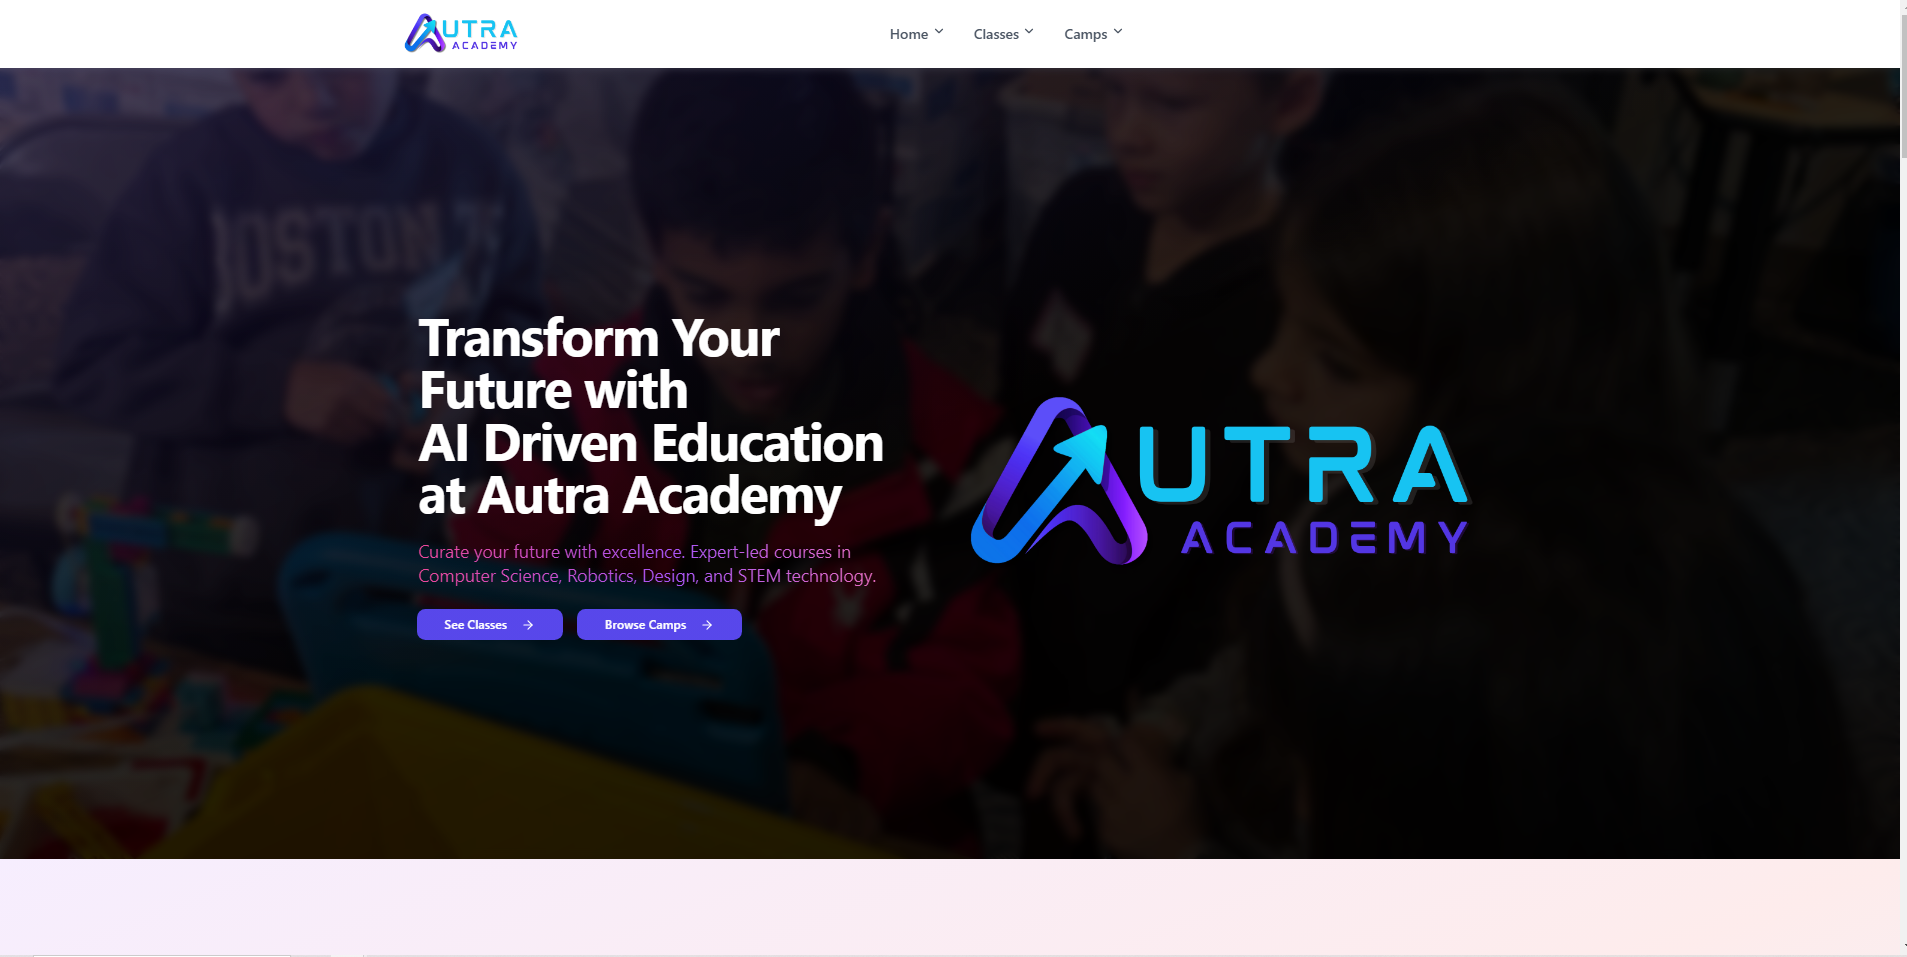 AUTRA
ACADEMY
Home
Classes
Camps
BOSTON
Transform Your
Future with
AI Driven Education
at Autra Academy
Curate your future with excellence. Expert-led courses in
Computer Science, Robotics, Design, and STEM technology.
See Classes
Browse Camps
AUTRA
ACADEMY